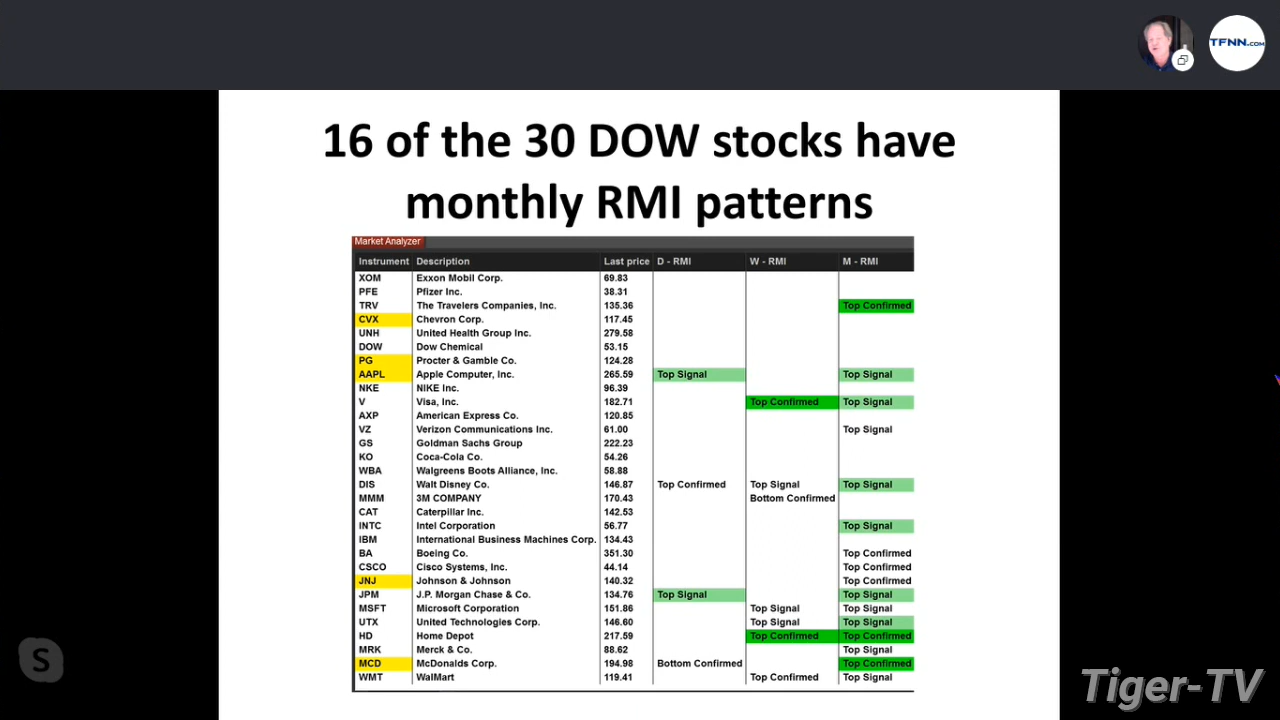 TFNN.COM
16 of the 30 DOW stocks have
monthly RMI patterns
Market Analyzer
Instrument Description Last price D - RMI W - RMI M - RMI
XOM Exxon Mobil Corp. 69.83
PFE Pfizer Inc. 38.31
TRV The Travelers Companies, Inc. 135.36 Top Confirmed
CVX Chevron Corp. 117.45
UNH United Health Group Inc. 279.58
DOW Dow Chemical 53.15
PG Procter & Gamble Co. 124.28
AAPL Apple Computer, Inc. 265.59 Top Signal Top Signal
NKE NIKE Inc. 96.39
V Visa, Inc. 182.71 Top Confirmed Top Signal
AXP American Express Co. 120.85
VZ Verizon Communications Inc. 61.00 Top Signal
GS Goldman Sachs Group 222.23
KO Coca-Cola Co. 54.26
WBA Walgreens Boots Alliance, Inc. 58.88
DIS Walt Disney Co. 146.87 Top Confirmed Top Signal Top Signal
MMM 3M COMPANY 170.43 Bottom Confirmed
CAT Caterpillar Inc. 142.53
INTC Intel Corporation 56.77 Top Signal
IBM International Business Machines Corp. 134.43
BA Boeing Co. 351.30 Top Confirmed
CSCO Cisco Systems, Inc. 44.14 Top Confirmed
JNJ Johnson & Johnson 140.32 Top Confirmed
JPM J.P. Morgan Chase & Co. 134.76 Top Signal Top Signal
MSFT Microsoft Corporation 151.86 Top Signal Top Signal
UTX United Technologies Corp. 146.60 Top Signal Top Signal
HD Home Depot 217.59 Top Confirmed Top Confirmed
MRK Merck & Co. 88.62 Top Signal
MCD McDonalds Corp. 194.98 Bottom Confirmed Top Confirmed
WMT WalMart 119.41 Top Confirmed Top Signal
S
Tiger-TV